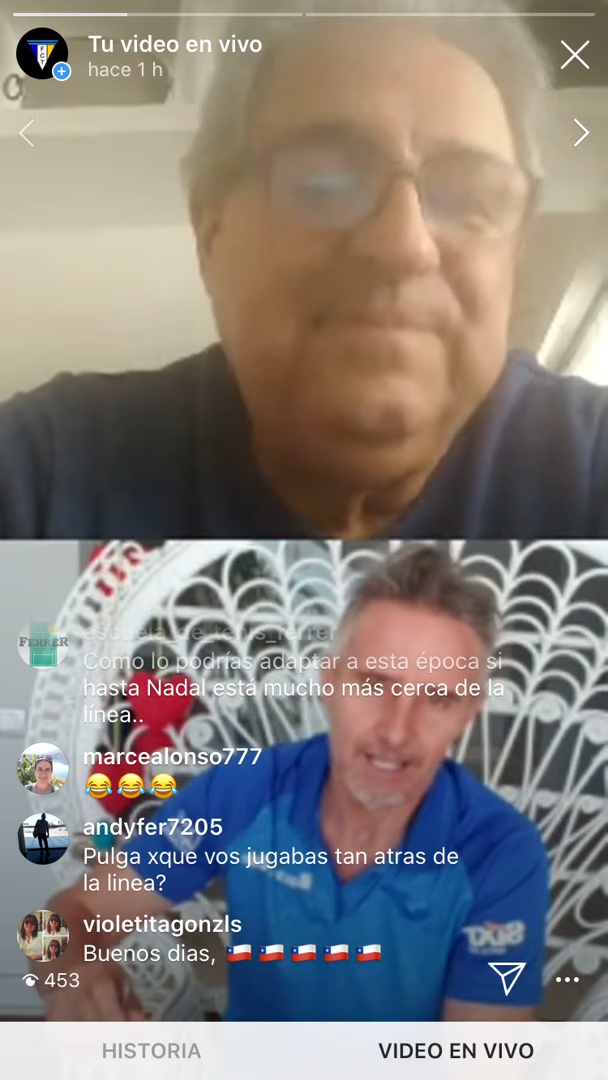 Tu video en vivo
hace 1 h
escuela_de_tenis_ferrer
FERRER
Como lo podrías adaptar a esta época si
hasta Nadal está mucho más cerca de la
línea..
marcealonso777
😂😂😂
andyfer7205
Pulga xque vos jugabas tan atras de
la linea?
violetitagonzls
Buenos dias, 🇨🇱 🇨🇱 🇨🇱 🇨🇱 🇨🇱
453
HISTORIA
VIDEO EN VIVO